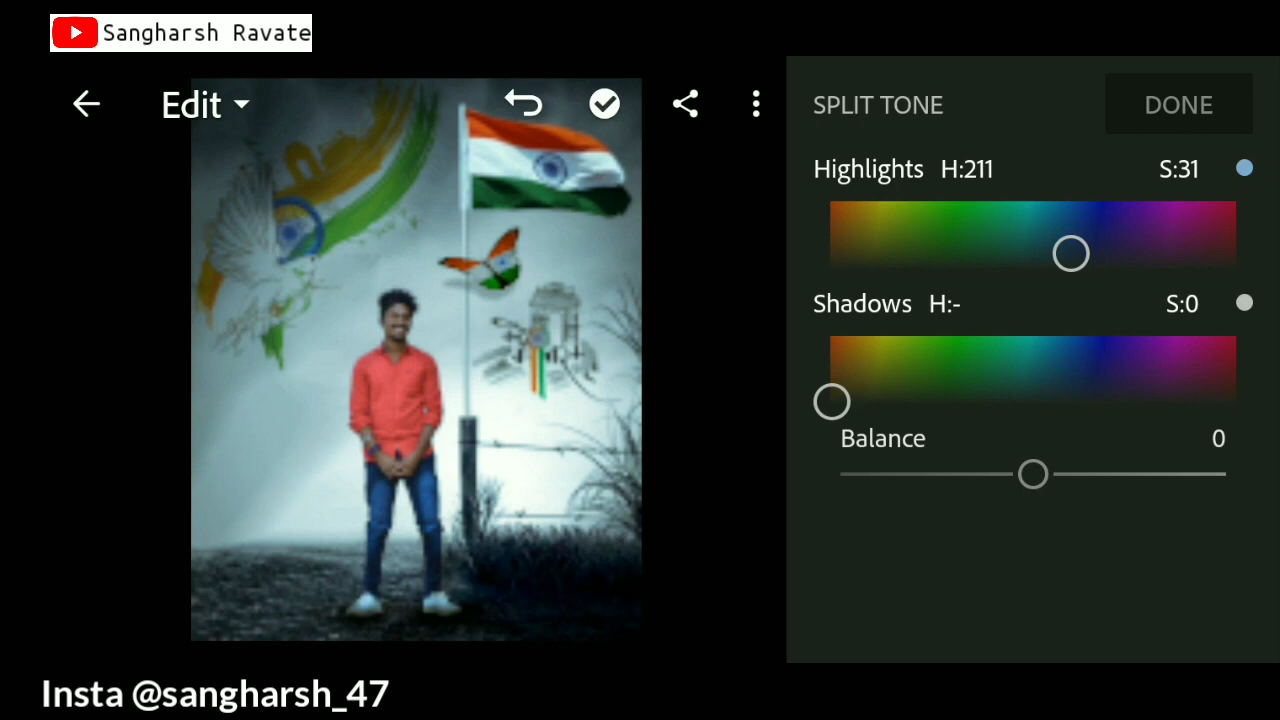 Sangharsh Ravate
Edit
SPLIT TONE
DONE
Highlights H:211 S:31
Shadows H:- S:0
Balance 0
Insta @sangharsh_47